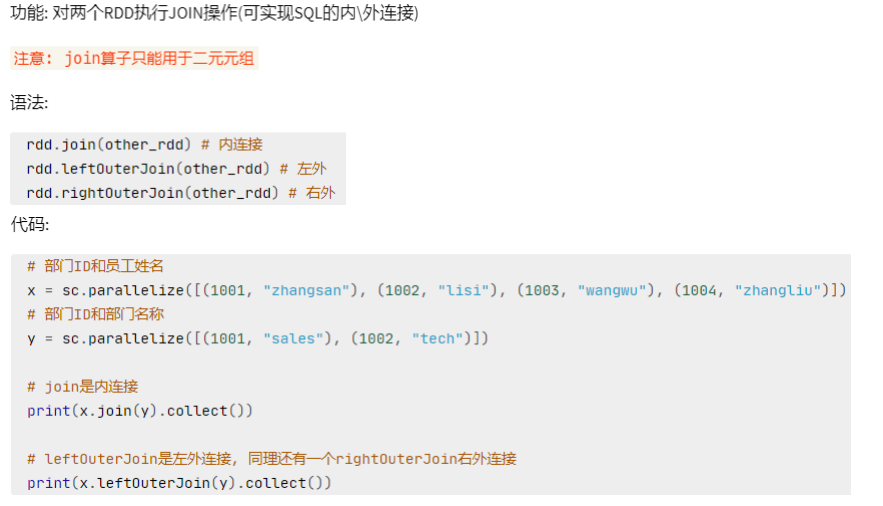 功能: 对两个RDD执行JOIN操作(可实现SQL的内\外连接)
注意: join算子只能用于二元元组
语法:
rdd.join(other_rdd) # 内连接
rdd.leftOuterJoin(other_rdd) # 左外
rdd.rightOuterJoin(other_rdd) # 右外
代码:
# 部门ID和员工姓名
x = sc.parallelize([(1001, "zhangsan"), (1002, "lisi"), (1003, "wangwu"), (1004, "zhangliu")])
# 部门ID和部门名称
y = sc.parallelize([(1001, "sales"), (1002, "tech")])
# join是内连接
print(x.join(y).collect())
# leftOuterJoin是左外连接, 同理还有一个rightOuterJoin右外连接
print(x.leftOuterJoin(y).collect())